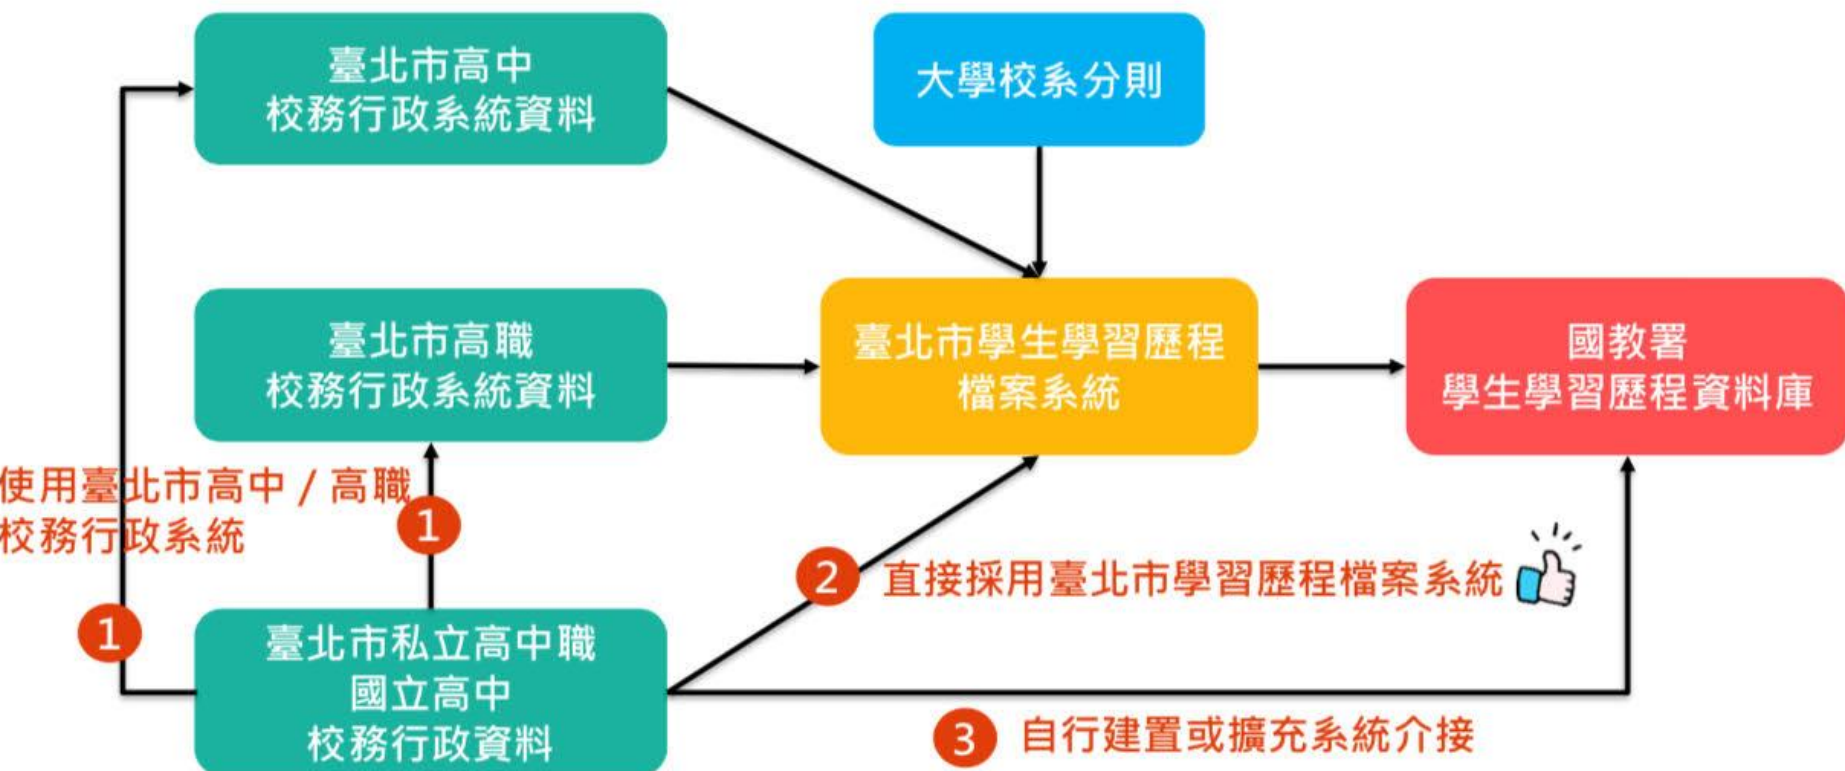 臺北市高中
校務行政系統資料
大學校系分則
臺北市高職
校務行政系統資料
臺北市學生學習歷程
檔案系統
國教署
學生學習歷程資料庫
使用臺北市高中 / 高職
校務行政系統
1
1
2
直接採用臺北市學習歷程檔案系統
臺北市私立高中職
國立高中
校務行政資料
3
自行建置或擴充系統介接